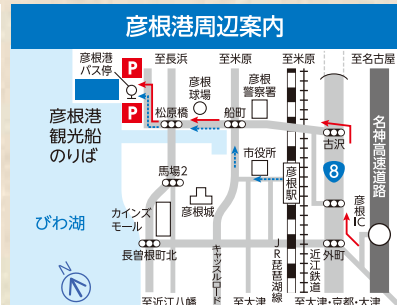 彦根港周辺案内
彦根港
バス停
至長浜
至米原
至米原
至名古屋
P
P
彦根
球場
彦根
警察署
松原橋
船町
古沢
彦根港
観光船
のりば
馬場2
市役所
彦根駅
8
名神高速道路
彦根IC
びわ湖
カインズ
モール
彦根城
長曽根町北
キャッスルロード
JR琵琶湖線
近江鉄道
外町
N
至近江八幡
至大津
至大津・京都・大津